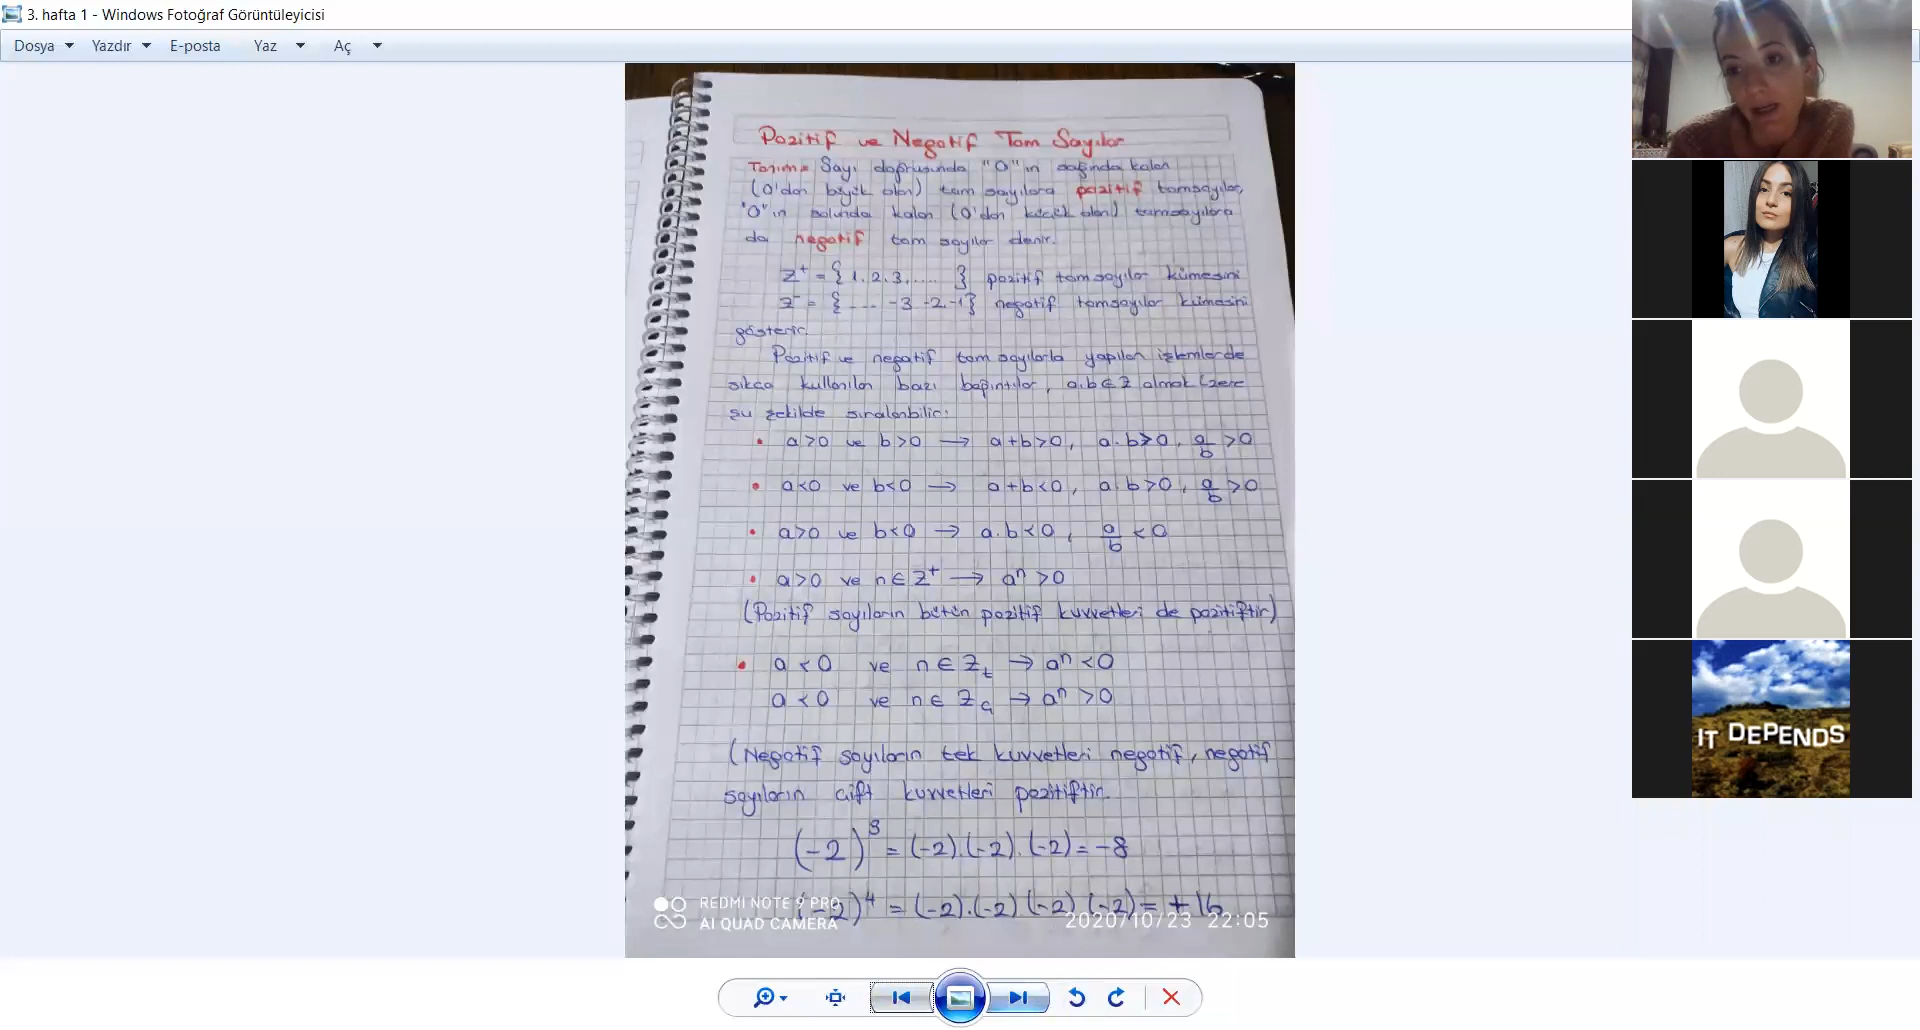 3. hafta 1 - Windows Fotoğraf Görüntüleyicisi
Dosya Yazdır E-posta Yaz Aç
Pozitif ve Negatif Tam Sayılar
Tanım= Sayı doğrusunda "0"ın sağında kalan
(0'dan büyük olan) tam sayılara pozitif tamsayılar,
"0"ın solunda kalan (0'dan küçük olan) tamsayılara
da negatif tam sayılar denir.
Z⁺ = {1, 2, 3, .... } pozitif tam sayılar kümesini
Z⁻ = { .... -3 -2, -1} negatif tamsayılar kümesini
gösterir.
Pozitif ve negatif tam sayılarla yapılan işlemlerde
sıkça kullanılan bazı bağıntılar, a.b ∈ Z olmak üzere
şu şekilde sıralanbilir:
• a>0 ve b>0 → a+b>0, a.b>0, a/b >0
• a<0 ve b<0 → a+b<0, a.b>0, a/b >0
• a>0 ve b<0 → a.b<0, a/b <0
• a>0 ve n∈Z⁺ → aⁿ >0
(Pozitif sayıların bütün pozitif kuvvetleri de pozitiftir)
• a<0 ve n∈Zₜ → aⁿ<0
a<0 ve n∈ Z_ç → aⁿ >0
(Negatif sayıların tek kuvvetleri negatif, negatif
sayıların çift kuvvetleri pozitiftir.
(-2)³ = (-2).(-2).(-2) = -8
(-2)⁴ = (-2).(-2) (-2) (-2) = +16
REDMI NOTE 9 PRO
AI QUAD CAMERA
2020/10/23 22:05
IT DEPENDS